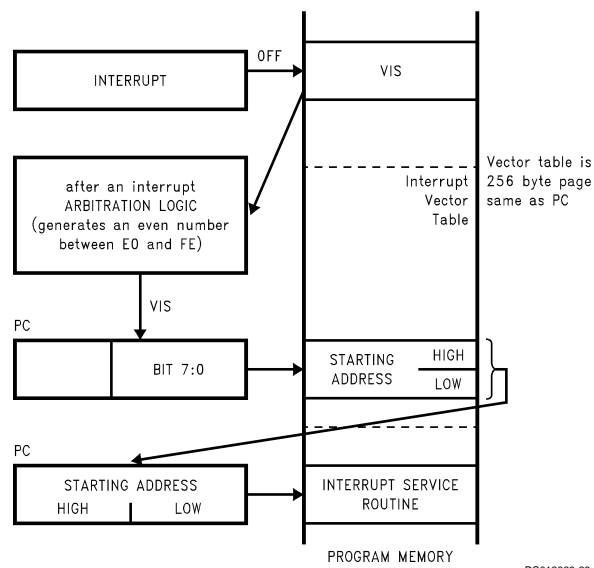 OFF
INTERRUPT
VIS
after an interrupt
ARBITRATION LOGIC
(generates an even number
between E0 and FE)
Interrupt
Vector
Table
Vector table is
256 byte page
same as PC
VIS
PC
BIT 7:0
STARTING
ADDRESS
HIGH
LOW
PC
STARTING ADDRESS
HIGH
LOW
INTERRUPT SERVICE
ROUTINE
PROGRAM MEMORY